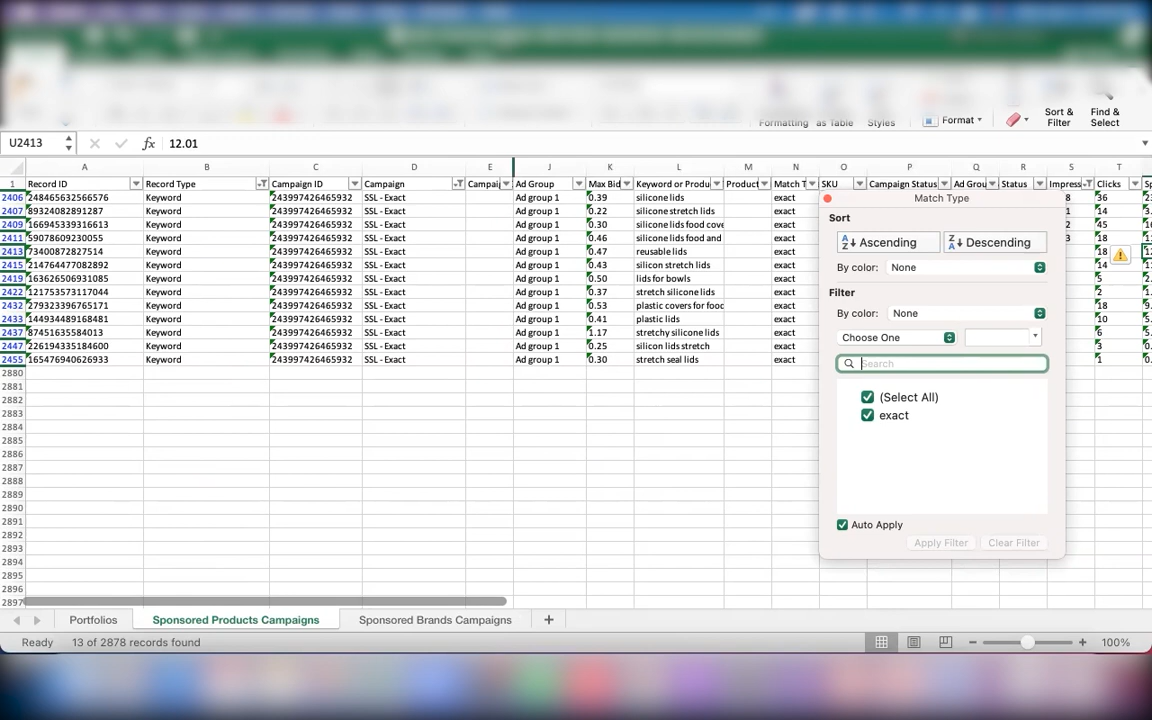 Formatting as Table Styles Format Sort & Filter Find & Select
U2413 fx 12.01
A B C D E J K L M N O P Q R S T
1 Record ID Record Type Campaign ID Campaign Campai Ad Group Max Bid Keyword or Produ Product Match T SKU Campaign Status Ad Grou Status Impress Clicks Sp
2406 248465632566576 Keyword 243997426465932 SSL - Exact Ad group 1 0.39 silicone lids exact 8 36
2407 89324082891287 Keyword 243997426465932 SSL - Exact Ad group 1 0.22 silicone stretch lids exact 1 14
2409 166945339316613 Keyword 243997426465932 SSL - Exact Ad group 1 0.30 silicone lids food cove exact 2 45
2411 59078609230055 Keyword 243997426465932 SSL - Exact Ad group 1 0.46 silicone lids food and exact 3 18
2413 73400872827514 Keyword 243997426465932 SSL - Exact Ad group 1 0.47 reusable lids exact 18
2415 214764477082892 Keyword 243997426465932 SSL - Exact Ad group 1 0.43 silicon stretch lids exact 14
2419 163626506931085 Keyword 243997426465932 SSL - Exact Ad group 1 0.50 lids for bowls exact 5
2422 121753573117044 Keyword 243997426465932 SSL - Exact Ad group 1 0.37 stretch silicone lids exact 2
2432 279323396765171 Keyword 243997426465932 SSL - Exact Ad group 1 0.53 plastic covers for food exact 18
2433 144934489168481 Keyword 243997426465932 SSL - Exact Ad group 1 0.41 plastic lids exact 10
2437 87451635584013 Keyword 243997426465932 SSL - Exact Ad group 1 1.17 stretchy silicone lids exact 6
2447 226194335184600 Keyword 243997426465932 SSL - Exact Ad group 1 0.25 silicon lids stretch exact 3
2455 165476940626933 Keyword 243997426465932 SSL - Exact Ad group 1 0.30 stretch seal lids exact 1
2880
2881
2882
2883
2884
2885
2886
2887
2888
2889
2890
2891
2892
2893
2894
2895
2896
2897
Match Type
Sort
A Z Ascending Z A Descending
By color: None
Filter
By color: None
Choose One
Search
(Select All)
exact
Auto Apply
Apply Filter Clear Filter
Portfolios Sponsored Products Campaigns Sponsored Brands Campaigns +
Ready 13 of 2878 records found 100%